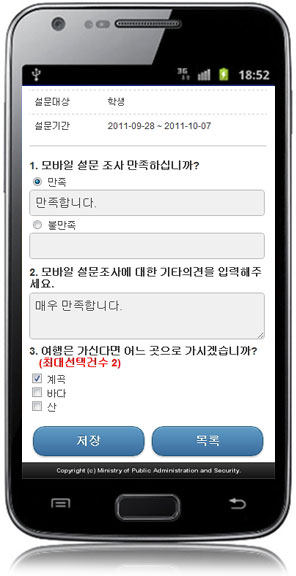 3G 18:52
설문대상 학생
설문기간 2011-09-28 ~ 2011-10-07
1. 모바일 설문 조사 만족하십니까?
만족
만족합니다.
불만족
2. 모바일 설문조사에 대한 기타의견을 입력해주
세요.
매우 만족합니다.
3. 여행은 가신다면 어느 곳으로 가시겠습니까?
(최대선택건수 2)
계곡
바다
산
저장 목록
Copyright (c) Ministry of Public Administration and Security.